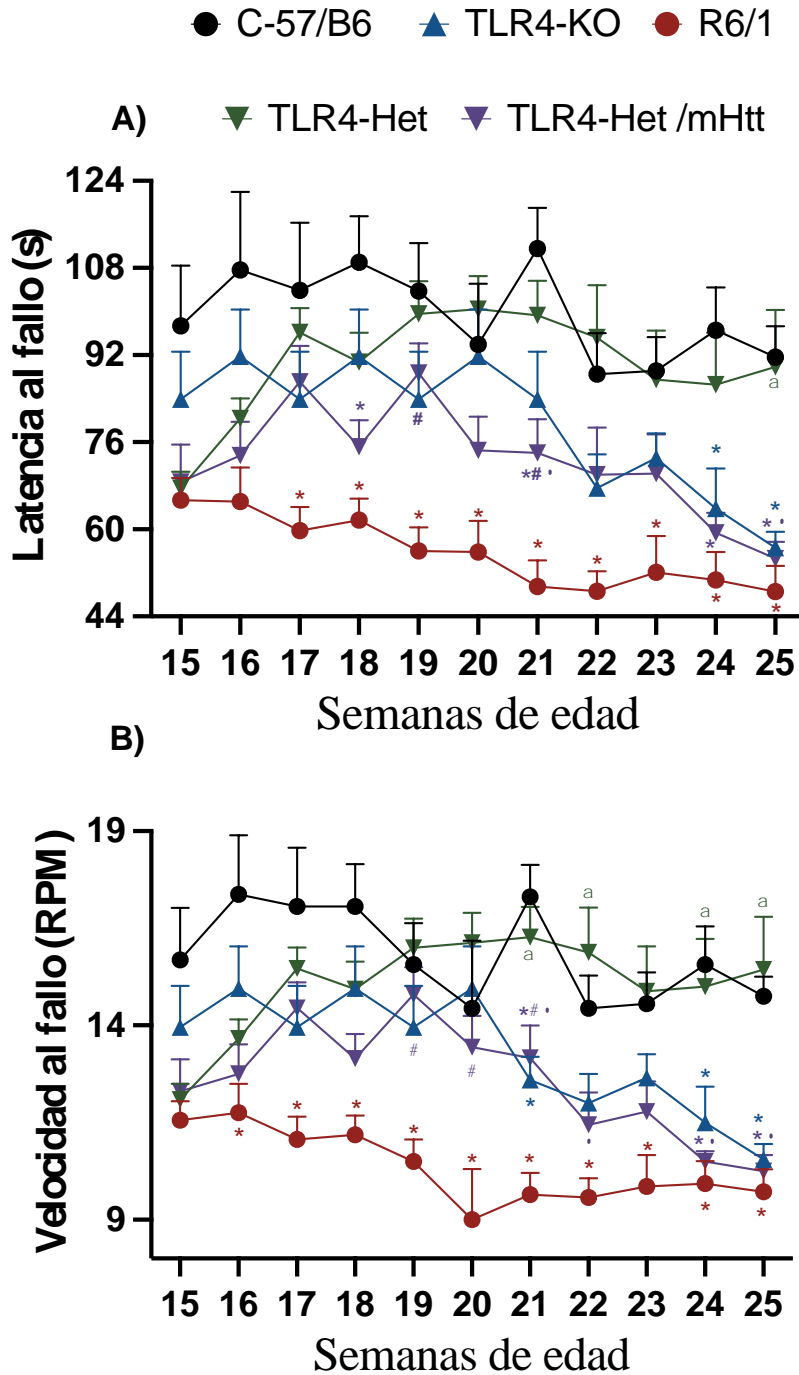 C-57/B6 TLR4-KO R6/1
A) TLR4-Het TLR4-Het /mHtt
Latencia al fallo (s)
124
108
92
76
60
44
* # *#• a * * *•
* * * * * * * * *
*
15 16 17 18 19 20 21 22 23 24 25
Semanas de edad
B)
Velocidad al fallo (RPM)
19
14
9
a a a
a
*#•
# # * * *
• *• *•
* * * * * * * * * *
15 16 17 18 19 20 21 22 23 24 25
Semanas de edad